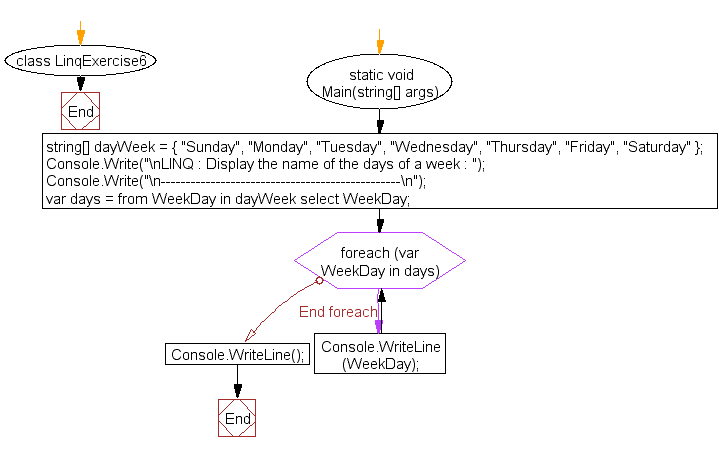 class LinqExercise6
End
static void
Main(string[] args)
string[] dayWeek = { "Sunday", "Monday", "Tuesday", "Wednesday", "Thursday", "Friday", "Saturday" };
Console.Write("\nLINQ : Display the name of the days of a week : ");
Console.Write("\n------------------------------------------------\n");
var days = from WeekDay in dayWeek select WeekDay;
foreach (var
WeekDay in days)
End foreach
Console.WriteLine();
Console.WriteLine
(WeekDay);
End